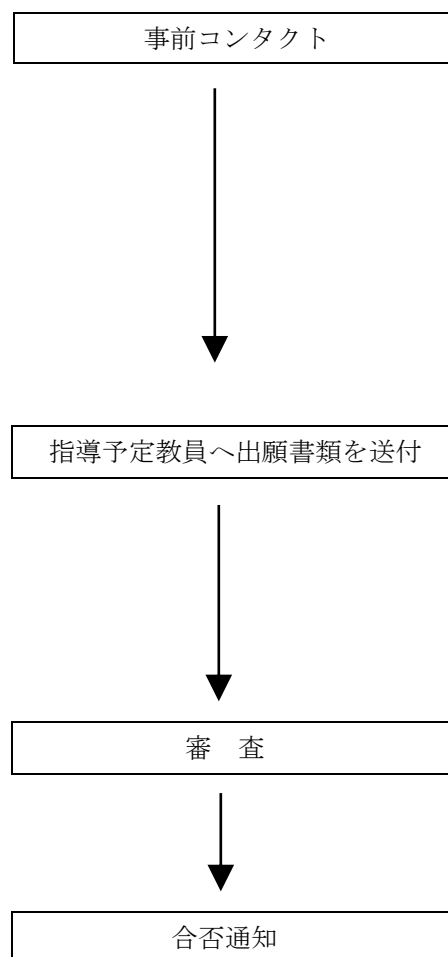 事前コンタクト
指導予定教員へ出願書類を送付
審　査
合否通知